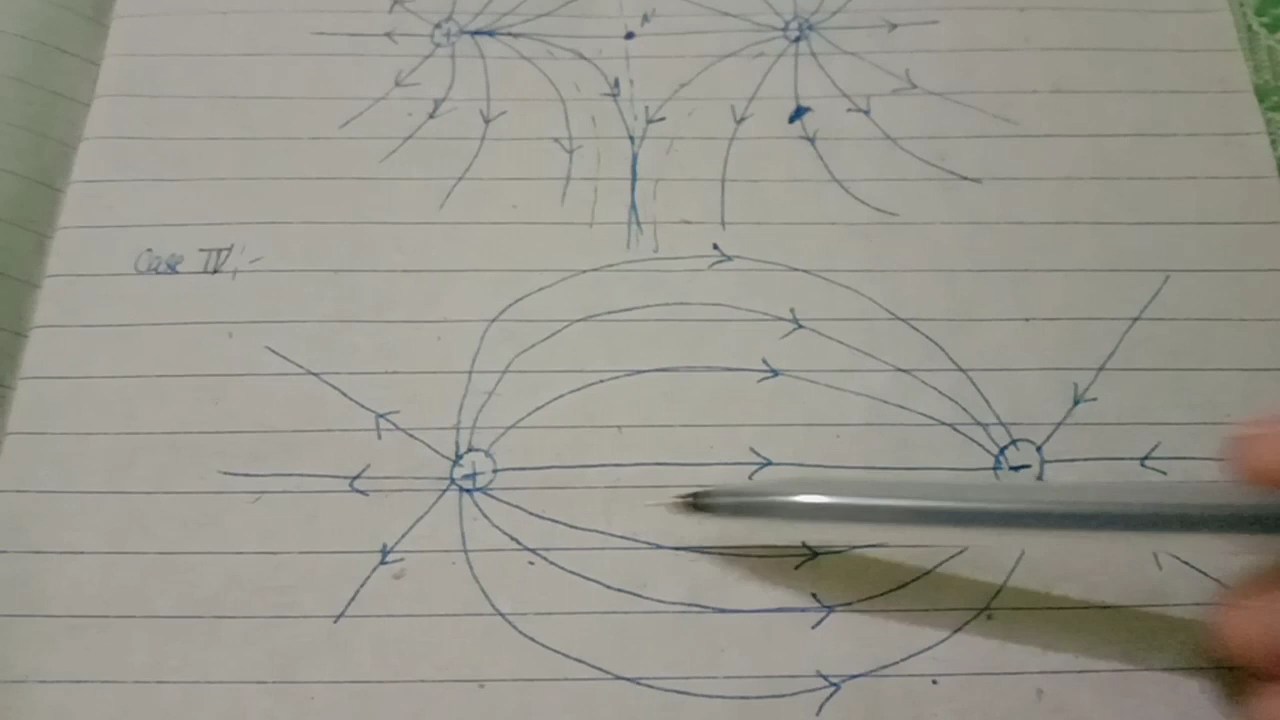 + N +
Case IV:-
+ -